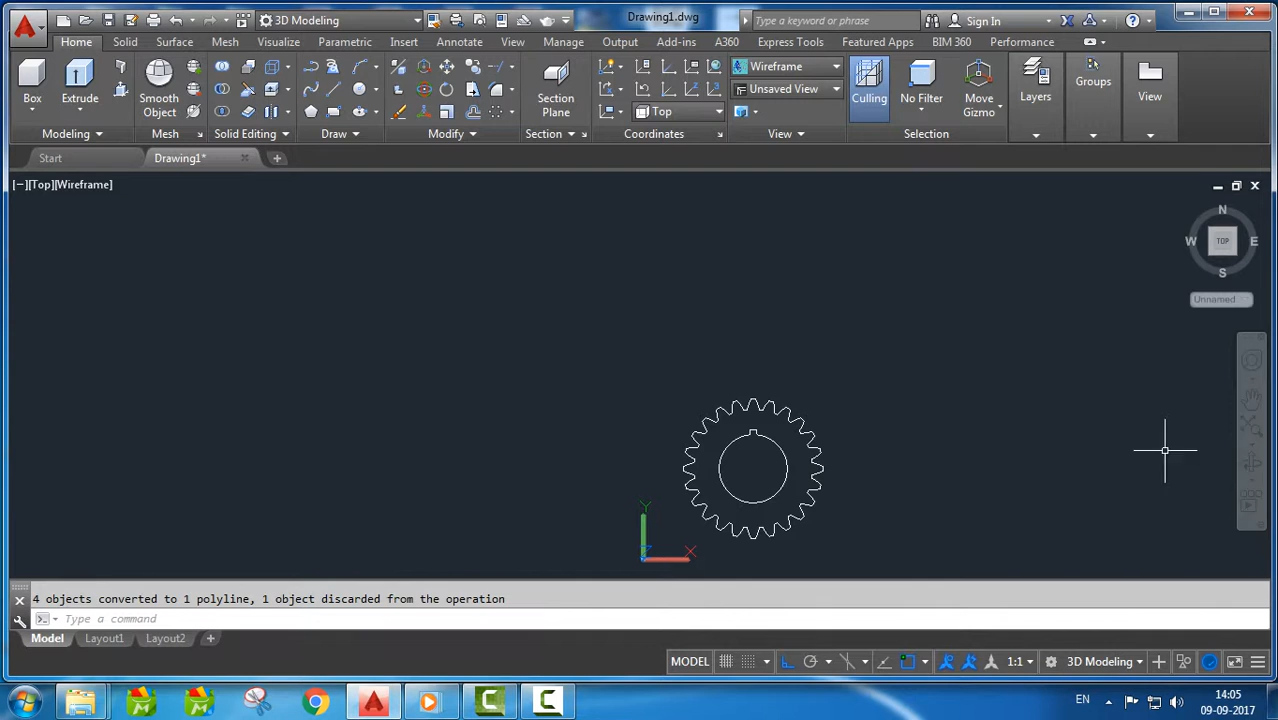 3D Modeling
Drawing1.dwg
Type a keyword or phrase
Sign In
Home Solid Surface Mesh Visualize Parametric Insert Annotate View Manage Output Add-ins A360 Express Tools Featured Apps BIM 360 Performance
Box
Extrude
Smooth
Object
Section
Plane
Top
Wireframe
Unsaved View
Culling
No Filter
Move
Gizmo
Layers
Groups
View
Modeling Mesh Solid Editing Draw Modify Section Coordinates View Selection
Start
Drawing1*
[−][Top][Wireframe]
N
W TOP E
S
Unnamed
Y
X
4 objects converted to 1 polyline, 1 object discarded from the operation
Type a command
Model Layout1 Layout2
MODEL
1:1
3D Modeling
EN
14:05
09-09-2017